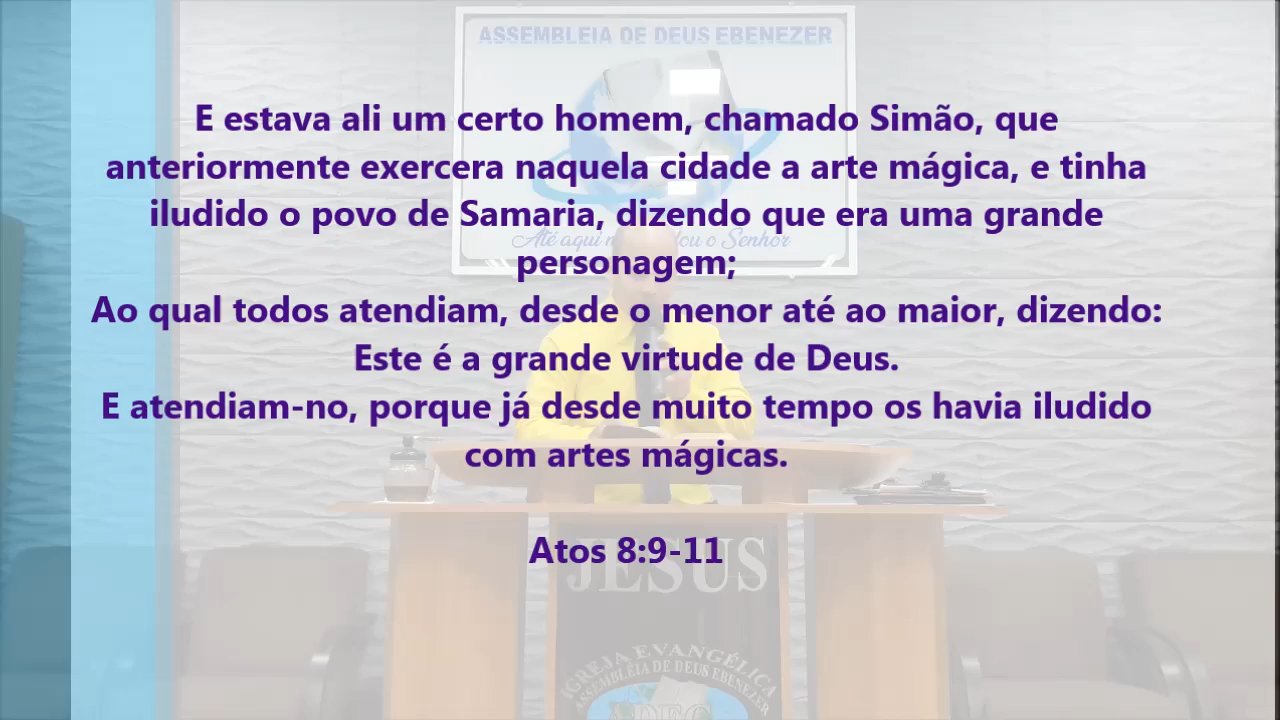 ASSEMBLEIA DE DEUS EBENEZER
E estava ali um certo homem, chamado Simão, que
anteriormente exercera naquela cidade a arte mágica, e tinha
iludido o povo de Samaria, dizendo que era uma grande
Até aqui o Senhor
personagem;
Ao qual todos atendiam, desde o menor até ao maior, dizendo:
Este é a grande virtude de Deus.
E atendiam-no, porque já desde muito tempo os havia iludido
com artes mágicas.
Atos 8:9-11
JESUS
IGREJA EVANGÉLICA
ASSEMBLÉIA DE DEUS EBENEZER